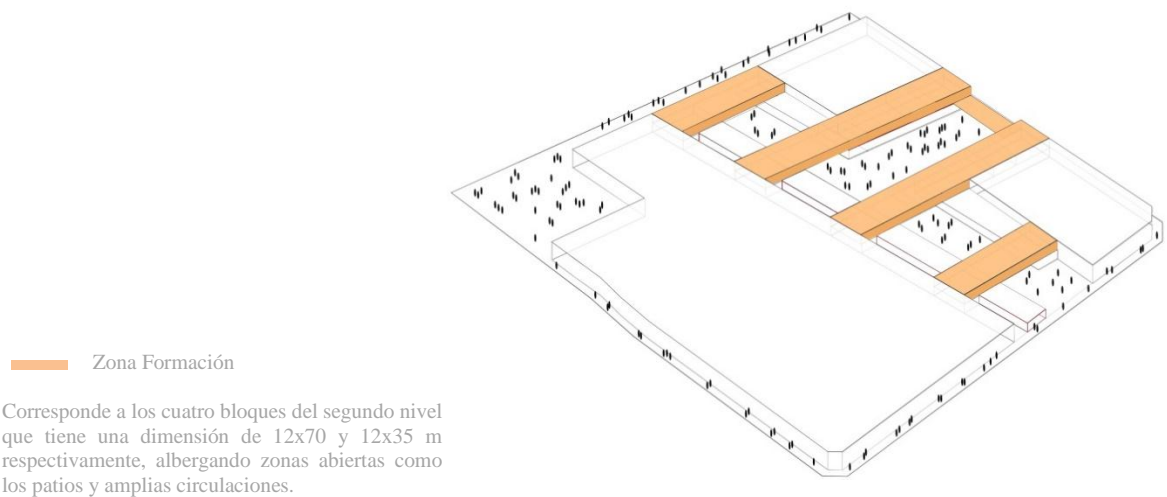 Zona Formación
Corresponde a los cuatro bloques del segundo nivel
que tiene una dimensión de 12x70 y 12x35 m
respectivamente, albergando zonas abiertas como
los patios y amplias circulaciones.